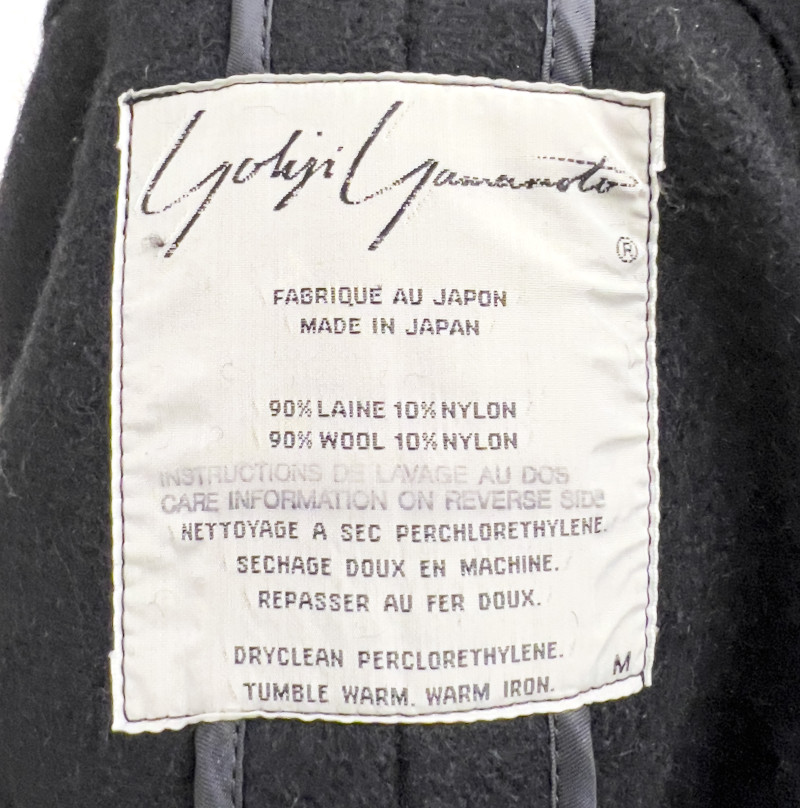 Yohji Yamamoto
®
FABRIQUÉ AU JAPON
MADE IN JAPAN
90% LAINE 10% NYLON
90% WOOL 10% NYLON
INSTRUCTIONS DE LAVAGE AU DOS
CARE INFORMATION ON REVERSE SIDE
NETTOYAGE A SEC PERCHLORETHYLENE.
SECHAGE DOUX EN MACHINE.
REPASSER AU FER DOUX.
DRYCLEAN PERCLORETHYLENE.
TUMBLE WARM. WARM IRON.
M